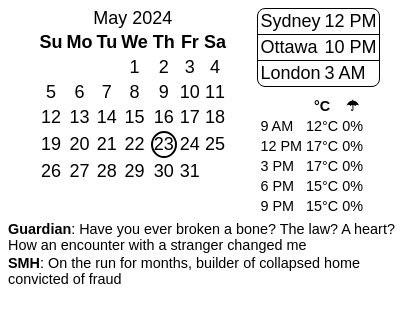 May 2024
Su Mo Tu We Th Fr Sa
1 2 3 4
5 6 7 8 9 10 11
12 13 14 15 16 17 18
19 20 21 22 23 24 25
26 27 28 29 30 31
Sydney 12 PM
Ottawa 10 PM
London 3 AM
°C ☂
9 AM 12°C 0%
12 PM 17°C 0%
3 PM 17°C 0%
6 PM 15°C 0%
9 PM 15°C 0%
Guardian: Have you ever broken a bone? The law? A heart?
How an encounter with a stranger changed me
SMH: On the run for months, builder of collapsed home
convicted of fraud